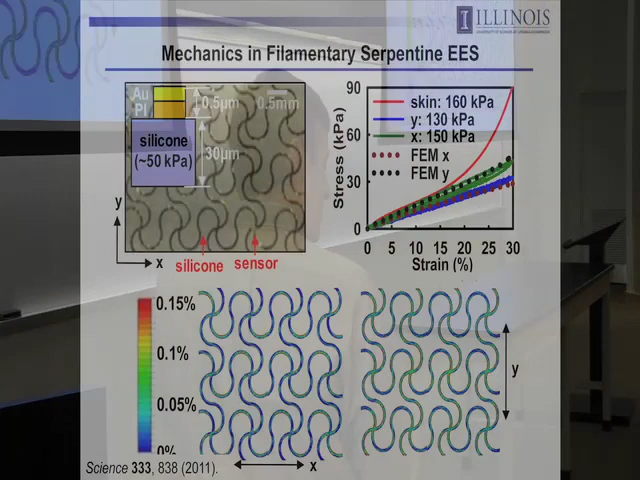 ILLINOIS
Mechanics in Filamentary Serpentine EES
Au
PI
0.5μm
0.5mm
silicone
(~50 kPa)
30μm
y
x
silicone
sensor
Stress (kPa)
90
60
30
0
skin: 160 kPa
y: 130 kPa
x: 150 kPa
FEM x
FEM y
0 5 10 15 20 25 30
Strain (%)
0.15%
0.1%
0.05%
0%
y
x
Science 333, 838 (2011).